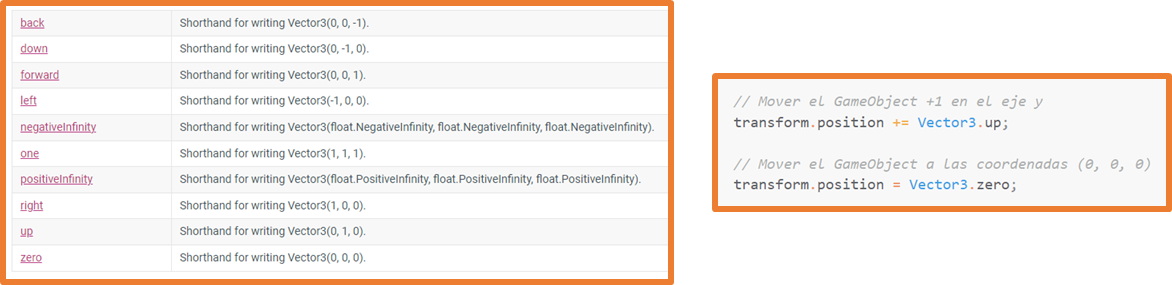 back Shorthand for writing Vector3(0, 0, -1).
down Shorthand for writing Vector3(0, -1, 0).
forward Shorthand for writing Vector3(0, 0, 1).
left Shorthand for writing Vector3(-1, 0, 0).
negativeInfinity Shorthand for writing Vector3(float.NegativeInfinity, float.NegativeInfinity, float.NegativeInfinity).
one Shorthand for writing Vector3(1, 1, 1).
positiveInfinity Shorthand for writing Vector3(float.PositiveInfinity, float.PositiveInfinity, float.PositiveInfinity).
right Shorthand for writing Vector3(1, 0, 0).
up Shorthand for writing Vector3(0, 1, 0).
zero Shorthand for writing Vector3(0, 0, 0).
// Mover el GameObject +1 en el eje y
transform.position += Vector3.up;
// Mover el GameObject a las coordenadas (0, 0, 0)
transform.position = Vector3.zero;